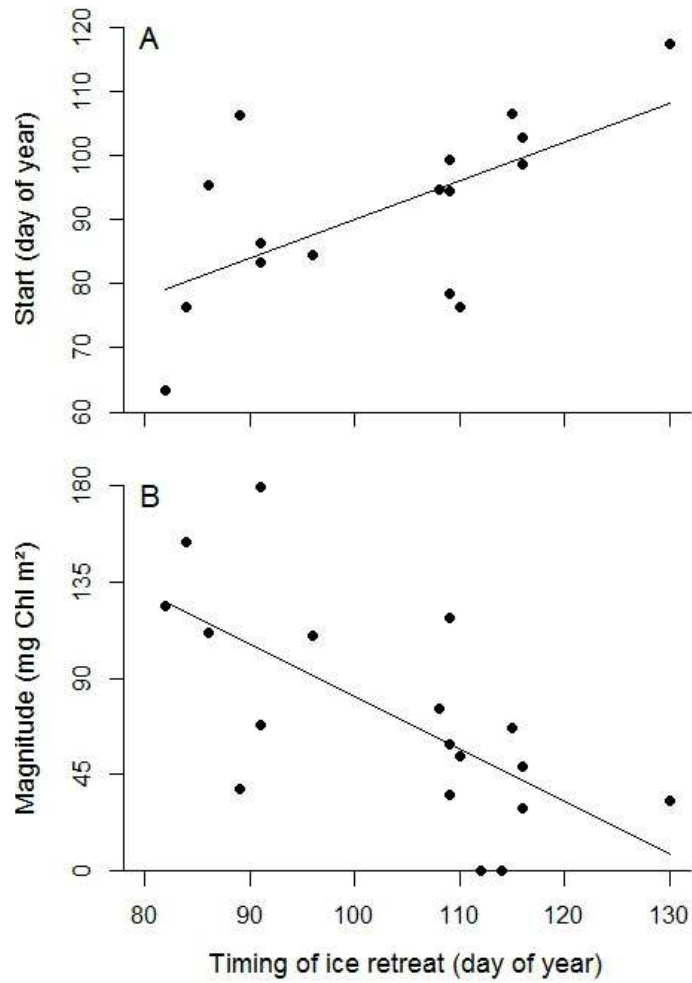 A
Start (day of year)
120
110
100
90
80
70
60
B
Magnitude (mg Chl m²)
180
135
90
45
0
80 90 100 110 120 130
Timing of ice retreat (day of year)